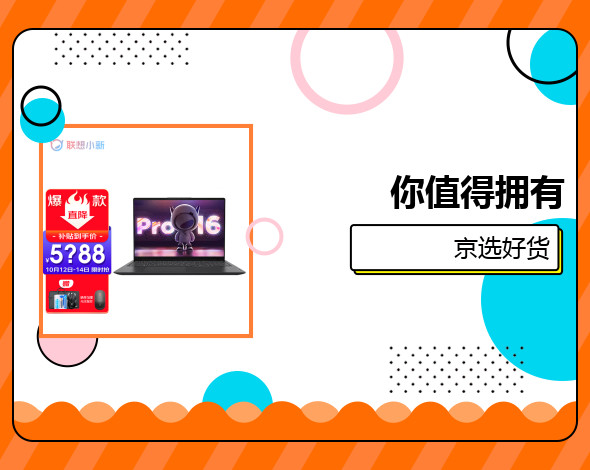 联想小新
爆款
直降
补贴到手价
¥5?88
10月12日-14日 限时抢
Pro 16
你值得拥有
京选好货